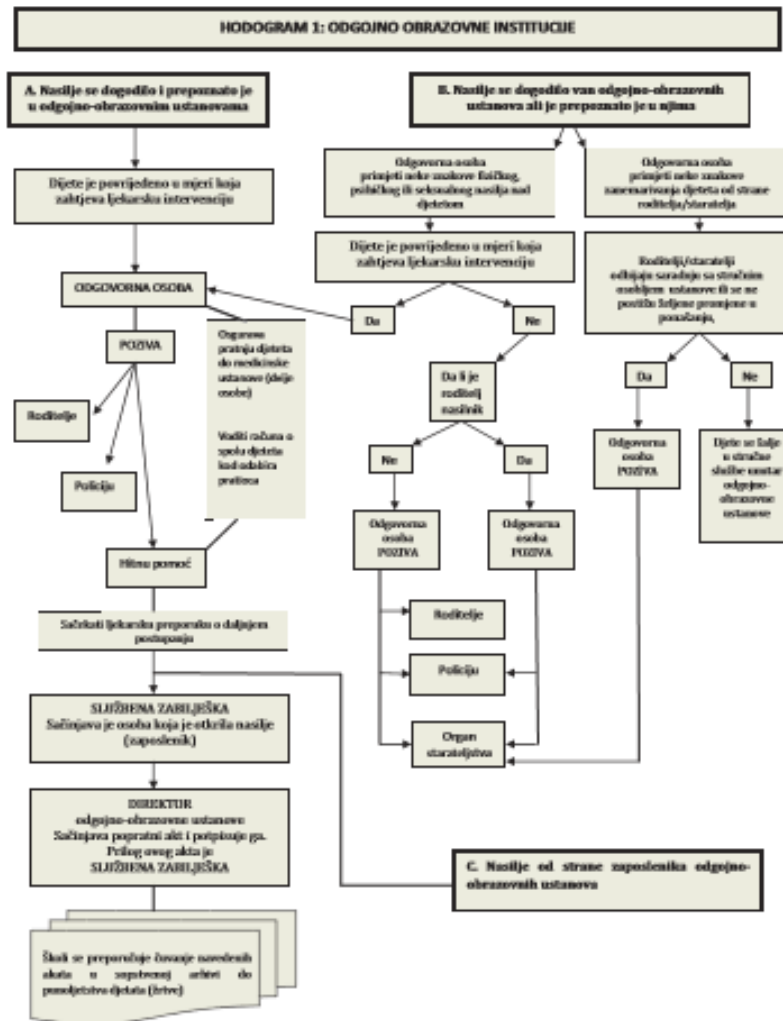 HODOGRAM 1: ODGOJNO OBRAZOVNE INSTITUCIJE
A. Nasilje se dogodilo i prepoznato je
u odgojno-obrazovnim ustanovama
B. Nasilje se dogodilo van odgojno-obrazovnih
ustanova ali je prepoznato je u njima
Dijete je povrijeđeno u mjeri koja
zahtjeva ljekarsku intervenciju
Odgovorna osoba
primjeti neke znakove fizičkog,
psihičkog ili seksualnog nasilja nad
djetetom
Odgovorna osoba
primjeti neke znakove
zanemarivanja djeteta od strane
roditelja/staratelja
Dijete je povrijeđeno u mjeri koja
zahtjeva ljekarsku intervenciju
Roditelji/staratelji
odbijaju saradnju sa stručnim
osobljem ustanove ili se ne
postižu željene promjene u
ponašanju,
ODGOVORNA OSOBA
POZIVA
Roditelje
Policiju
Hitnu pomoć
pratnju djeteta
do medicinske
ustanove (dvije
osobe)
Voditi računa o
spolu djeteta
kod odabira
pratioca
Da
Ne
Da li je
roditelj
nasilnik
Ne
Da
Odgovorna
osoba
POZIVA
Odgovorna
osoba
POZIVA
Roditelje
Policiju
Organ
starateljstva
Da
Ne
Odgovorna
osoba
POZIVA
Djete se šalje
u stručne
službe unutar
odgojno-
obrazovne
ustanove
Sačekati ljekarsku preporuku o daljnjem
postupanju
SLUŽBENA ZABILJEŠKA
Sačinjava je osoba koja je otkrila nasilje
(zaposlenik)
DIREKTOR
odgojno-obrazovne ustanove
Sačinjava popratni akt i potpisuje ga.
Prilog ovog akta je
SLUŽBENA ZABILJEŠKA
C. Nasilje od strane zaposlenika odgojno-
obrazovnih ustanova
Školi se preporučuje čuvanje navedenih
akata u sopstvenoj arhivi do
punoljetstva djetata (žrtve)